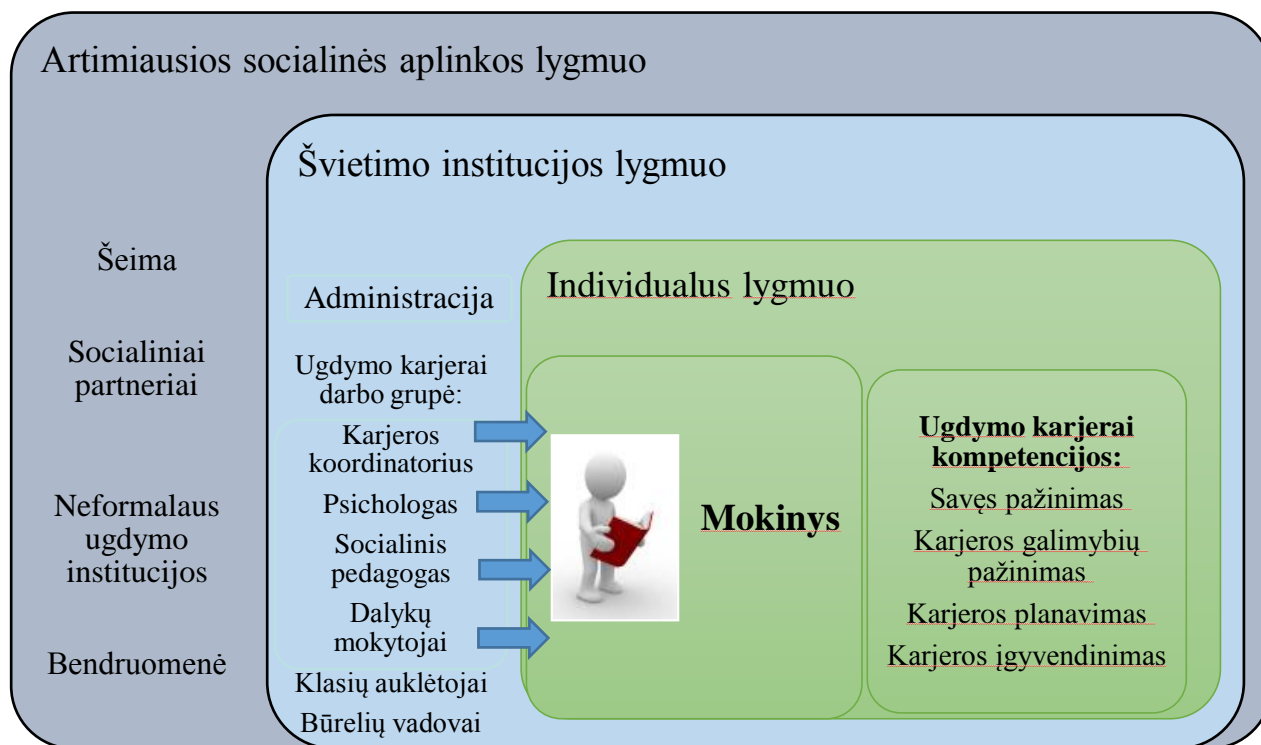 Artimiausios socialinės aplinkos lygmuo
Šeima
Socialiniai
partneriai
Neformalaus
ugdymo
institucijos
Bendruomenė
Švietimo institucijos lygmuo
Administracija
Ugdymo karjerai
darbo grupė:
Karjeros
koordinatorius
Psichologas
Socialinis
pedagogas
Dalykų
mokytojai
Klasių auklėtojai
Būrelių vadovai
Individualus lygmuo
Mokinys
Ugdymo karjerai
kompetencijos:
Savęs pažinimas
Karjeros galimybių
pažinimas
Karjeros planavimas
Karjeros įgyvendinimas